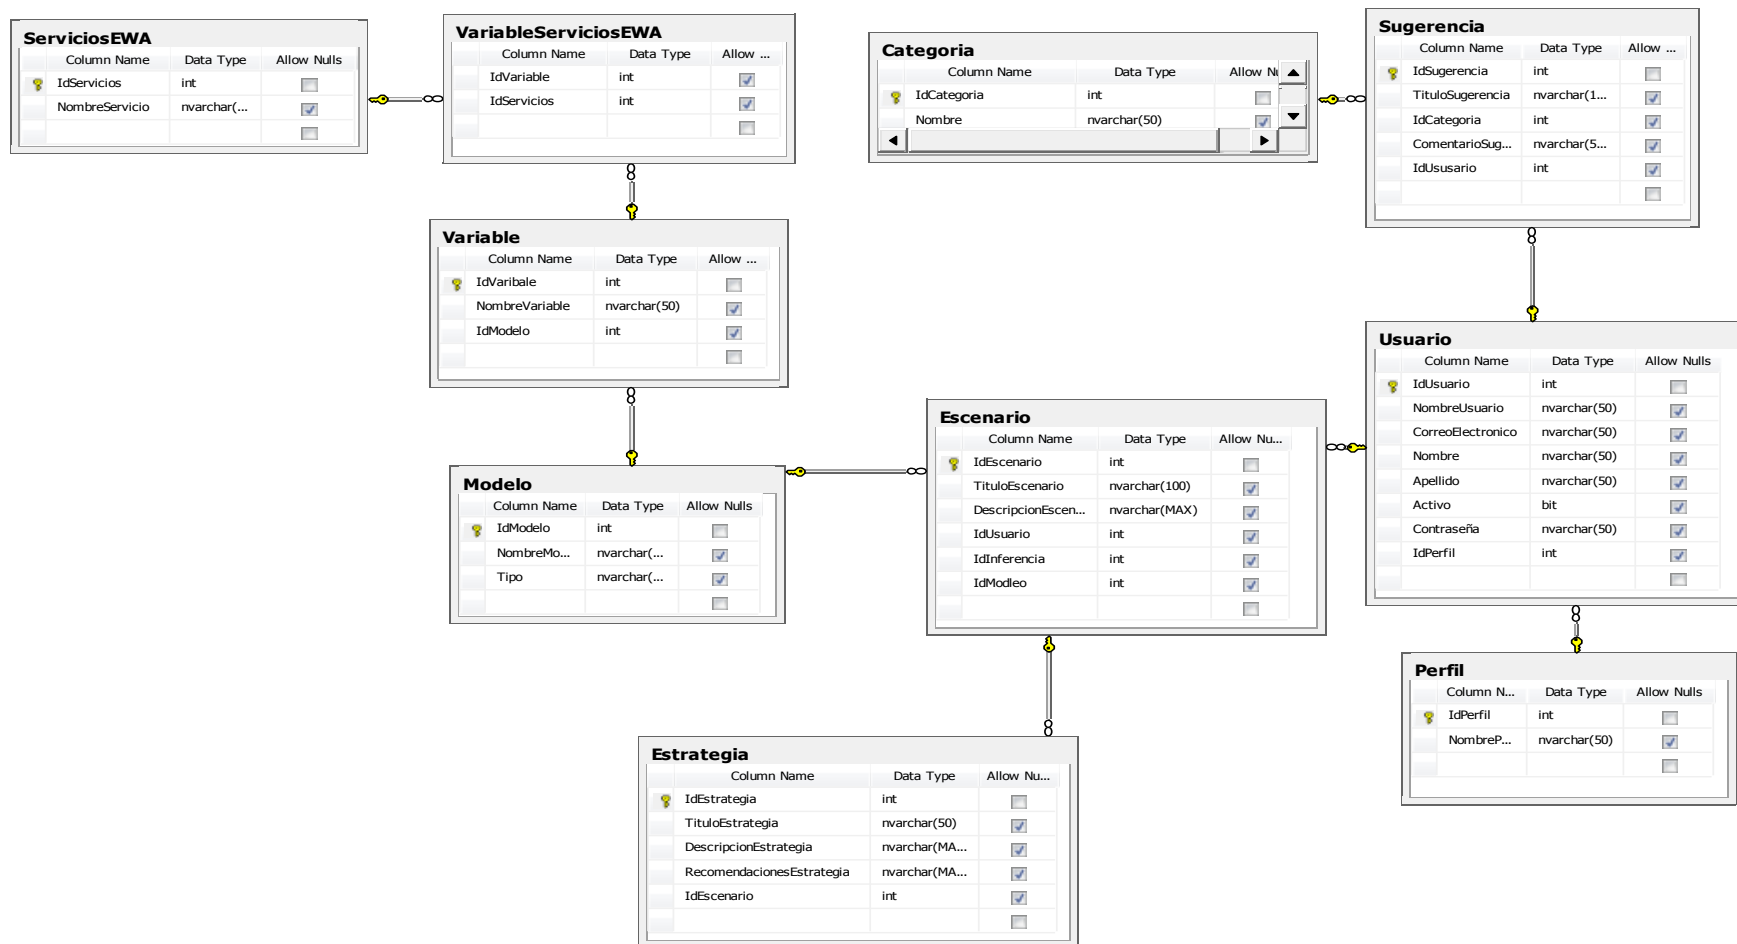 ServiciosEWA
Column Name Data Type Allow Nulls
IdServicios int
NombreServicio nvarchar(...
VariableServiciosEWA
Column Name Data Type Allow ...
IdVariable int
IdServicios int
Categoria
Column Name Data Type Allow Nu
IdCategoria int
Nombre nvarchar(50)
Sugerencia
Column Name Data Type Allow ...
IdSugerencia int
TituloSugerencia nvarchar(1...
IdCategoria int
ComentarioSug... nvarchar(5...
IdUsusario int
Variable
Column Name Data Type Allow ...
IdVaribale int
NombreVariable nvarchar(50)
IdModelo int
Usuario
Column Name Data Type Allow Nulls
IdUsuario int
NombreUsuario nvarchar(50)
CorreoElectronico nvarchar(50)
Nombre nvarchar(50)
Apellido nvarchar(50)
Activo bit
Contraseña nvarchar(50)
IdPerfil int
Escenario
Column Name Data Type Allow Nu...
IdEscenario int
TituloEscenario nvarchar(100)
DescripcionEscen... nvarchar(MAX)
IdUsuario int
IdInferencia int
IdModleo int
Modelo
Column Name Data Type Allow Nulls
IdModelo int
NombreMo... nvarchar(...
Tipo nvarchar(...
Perfil
Column N... Data Type Allow Nulls
IdPerfil int
NombreP... nvarchar(50)
Estrategia
Column Name Data Type Allow Nu...
IdEstrategia int
TituloEstrategia nvarchar(50)
DescripcionEstrategia nvarchar(MA...
RecomendacionesEstrategia nvarchar(MA...
IdEscenario int